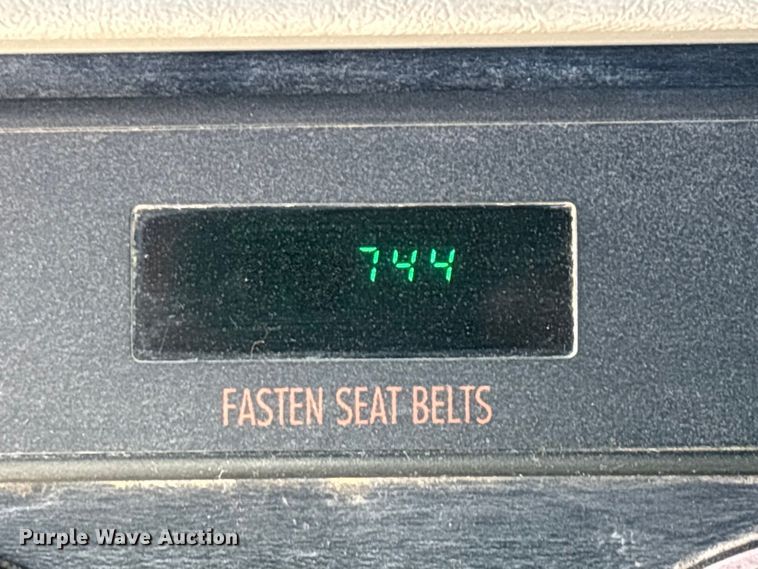 744
FASTEN SEAT BELTS
Purple Wave Auction